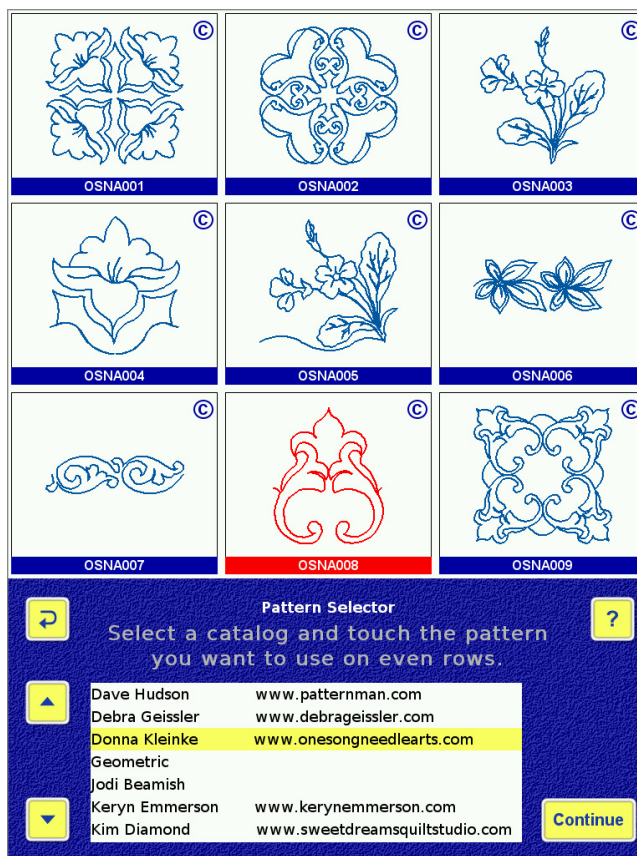 ©
©
©
OSNA001
OSNA002
OSNA003
©
©
©
OSNA004
OSNA005
OSNA006
©
©
©
OSNA007
OSNA008
OSNA009
Pattern Selector
?
Select a catalog and touch the pattern
you want to use on even rows.
Dave Hudson www.patternman.com
Debra Geissler www.debrageissler.com
Donna Kleinke www.onesongneedlearts.com
Geometric
Jodi Beamish
Keryn Emmerson www.kerynemmerson.com
Kim Diamond www.sweetdreamsquiltstudio.com
Continue